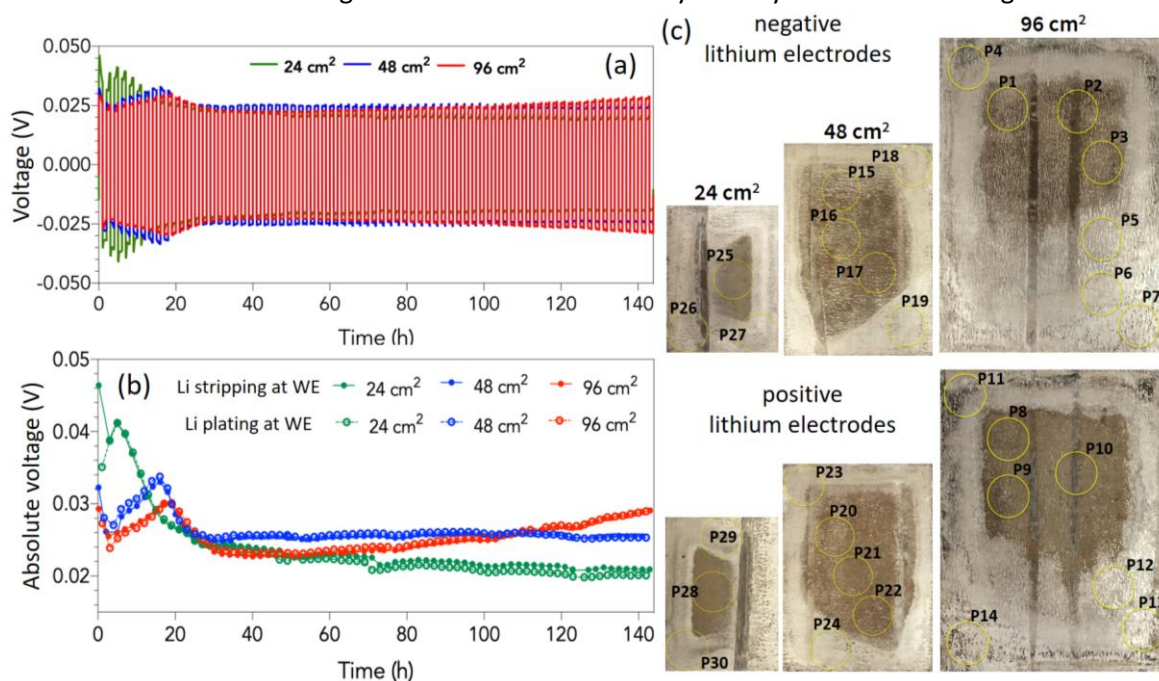 (a)
24 cm² 48 cm² 96 cm²
0.050
0.025
0.000
-0.025
-0.050
Voltage (V)
0 20 40 60 80 100 120 140
Time (h)
(b)
Li stripping at WE 24 cm² 48 cm² 96 cm²
Li plating at WE 24 cm² 48 cm² 96 cm²
0.05
0.04
0.03
0.02
Absolute voltage (V)
0 20 40 60 80 100 120 140
Time (h)
(c)
negative
lithium electrodes
96 cm²
P4
P1 P2
P3
P5
P6
P7
48 cm²
P18
P15
P16
P17
P19
24 cm²
P25
P26
P27
positive
lithium electrodes
P11
P8
P10
P9
P12
P14
P23
P20
P21
P22
P24
P29
P28
P30